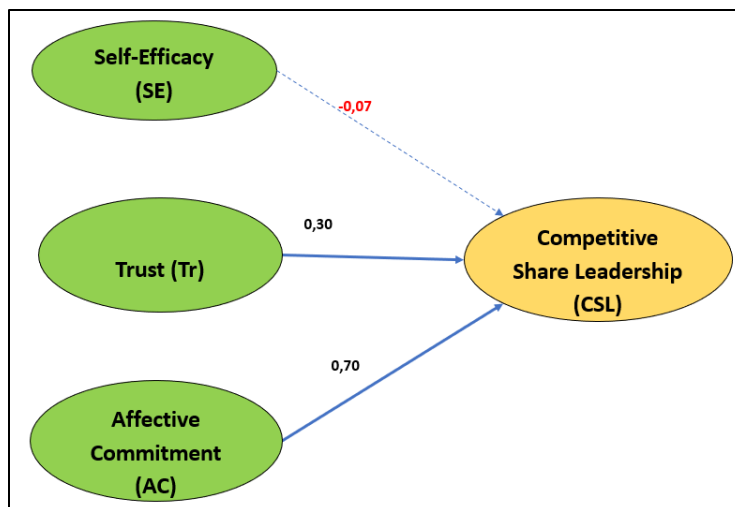 Self-Efficacy
(SE)
-0,07
0,30
Trust (Tr)
Competitive
Share Leadership
(CSL)
0,70
Affective
Commitment
(AC)